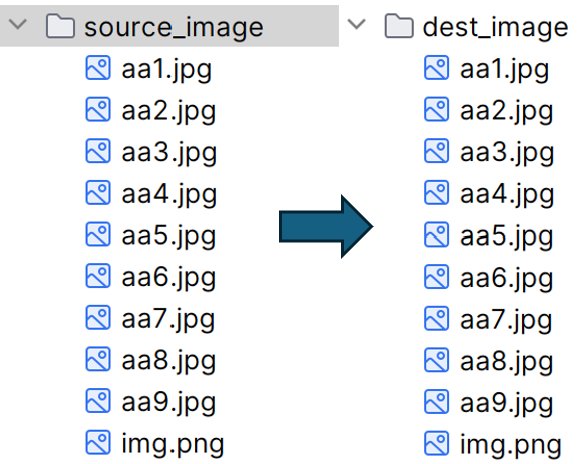 source_image
aa1.jpg
aa2.jpg
aa3.jpg
aa4.jpg
aa5.jpg
aa6.jpg
aa7.jpg
aa8.jpg
aa9.jpg
img.png
dest_image
aa1.jpg
aa2.jpg
aa3.jpg
aa4.jpg
aa5.jpg
aa6.jpg
aa7.jpg
aa8.jpg
aa9.jpg
img.png